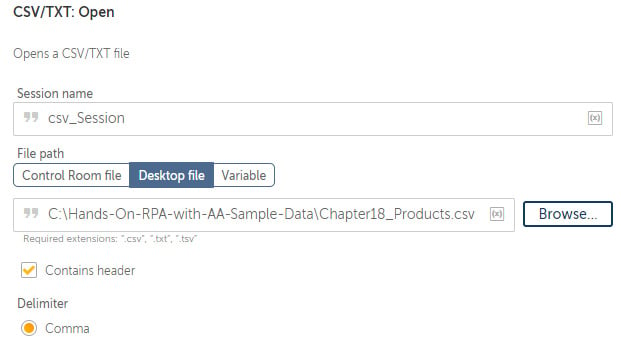 CSV/TXT: Open
Opens a CSV/TXT file
Session name
csv_Session (x)
File path
Control Room file Desktop file Variable
C:\Hands-On-RPA-with-AA-Sample-Data\Chapter18_Products.csv (x) Browse...
Required extensions: ".csv", ".txt", ".tsv"
Contains header
Delimiter
Comma